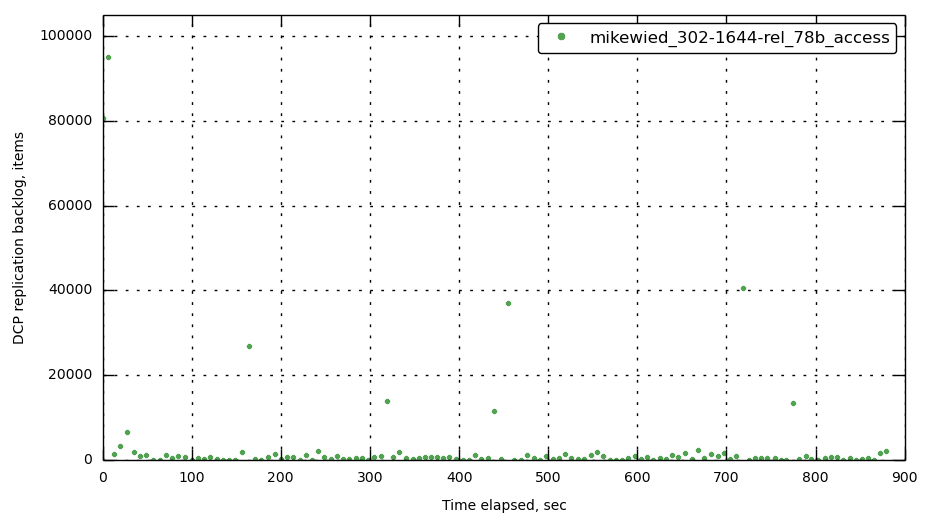 mikewied_302-1644-rel_78b_access
DCP replication backlog, items
100000
80000
60000
40000
20000
0
0 100 200 300 400 500 600 700 800 900
Time elapsed, sec